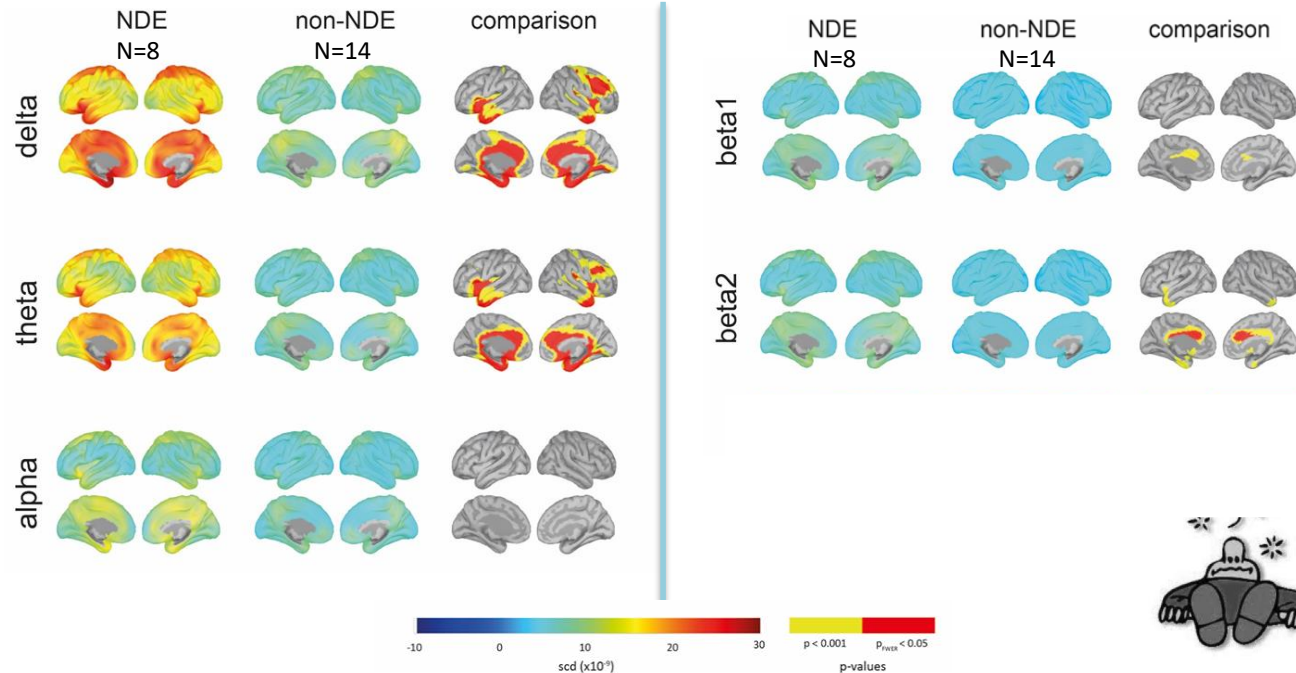 NDE non-NDE comparison
N=8 N=14
delta
theta
alpha
NDE non-NDE comparison
N=8 N=14
beta1
beta2
-10 0 10 20 30
scd (x10⁻⁹)
p < 0.001 pFWER < 0.05
p-values